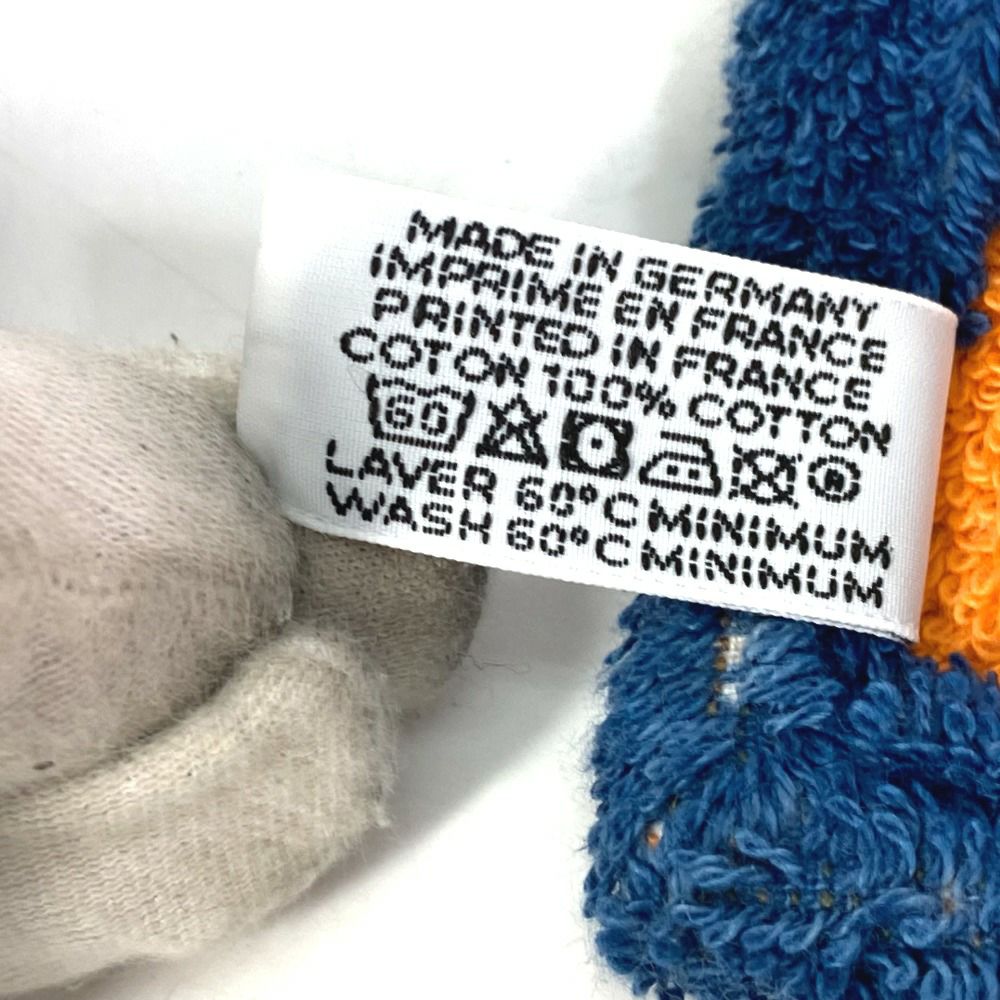 MADE IN GERMANY
IMPRIME EN FRANCE
PRINTED IN FRANCE
COTON 100% COTTON
60 ®
LAVER 60°C MINIMUM
WASH 60°C MINIMUM